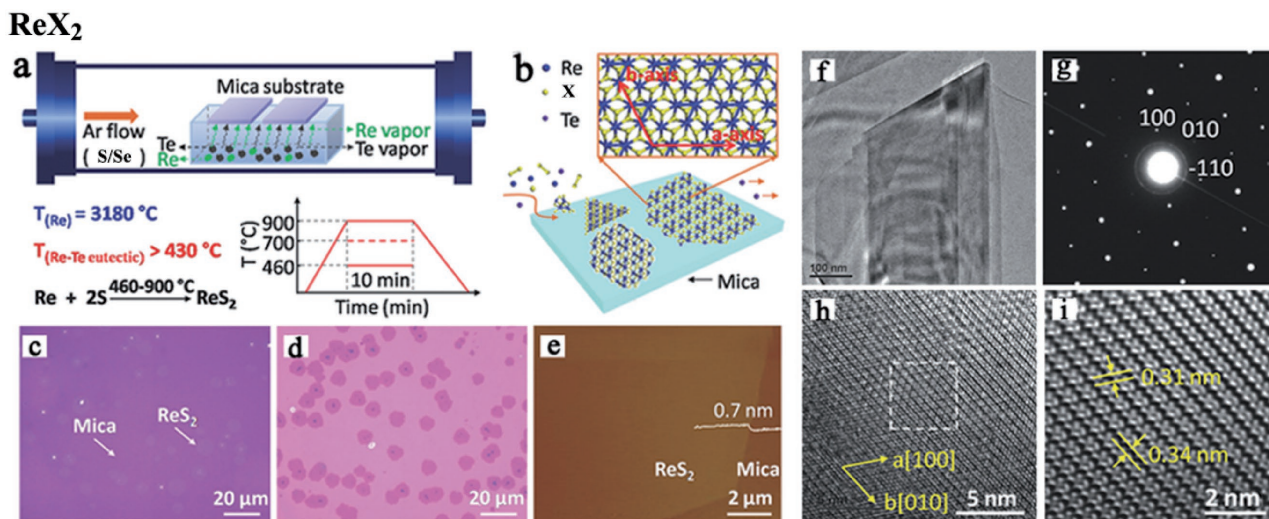 ReX₂
a
Mica substrate
Ar flow
( S/Se )
Te
Re
Re vapor
Te vapor
T(Re) = 3180 °C
T(Re-Te eutectic) > 430 °C
Re + 2S 460-900 °C ReS₂
T (°C)
900
700
460
10 min
Time (min)
b
Re
X
Te
b-axis
a-axis
Mica
c
Mica
ReS₂
20 μm
d
20 μm
e
0.7 nm
ReS₂
Mica
2 μm
f
100 nm
g
100
010
-110
h
a[100]
b[010]
5 nm
i
0.31 nm
0.34 nm
2 nm